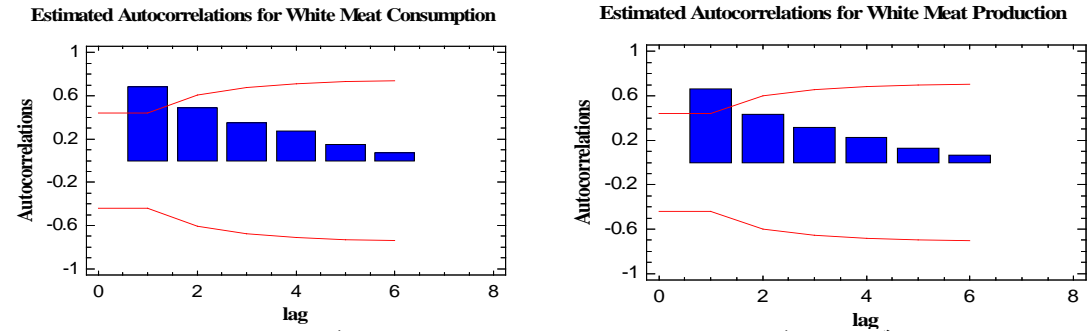 Estimated Autocorrelations for White Meat Consumption
Autocorrelations
1
0.6
0.2
-0.2
-0.6
-1
0 2 4 6 8
lag
Estimated Autocorrelations for White Meat Production
Autocorrelations
1
0.6
0.2
-0.2
-0.6
-1
0 2 4 6 8
lag